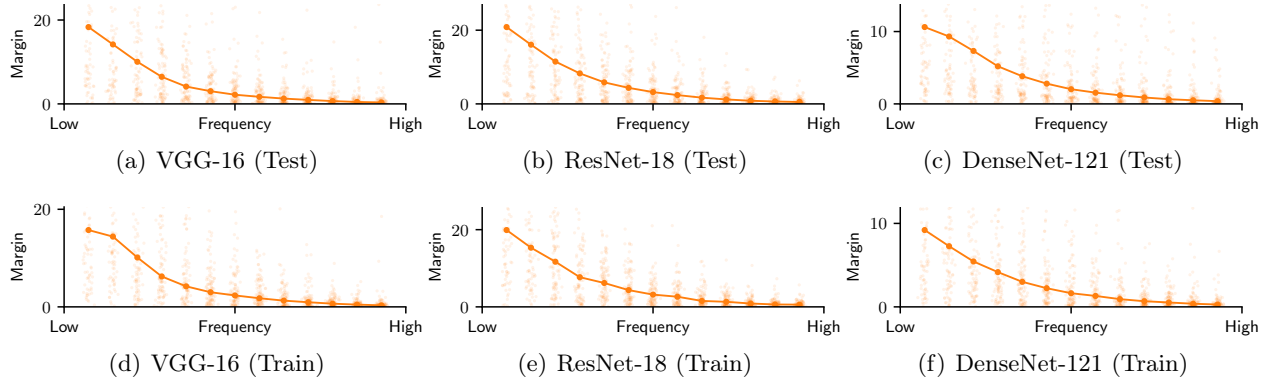 Margin
20
0
Low Frequency High
(a) VGG-16 (Test)
Margin
20
0
Low Frequency High
(b) ResNet-18 (Test)
Margin
10
0
Low Frequency High
(c) DenseNet-121 (Test)
Margin
20
0
Low Frequency High
(d) VGG-16 (Train)
Margin
20
0
Low Frequency High
(e) ResNet-18 (Train)
Margin
10
0
Low Frequency High
(f) DenseNet-121 (Train)